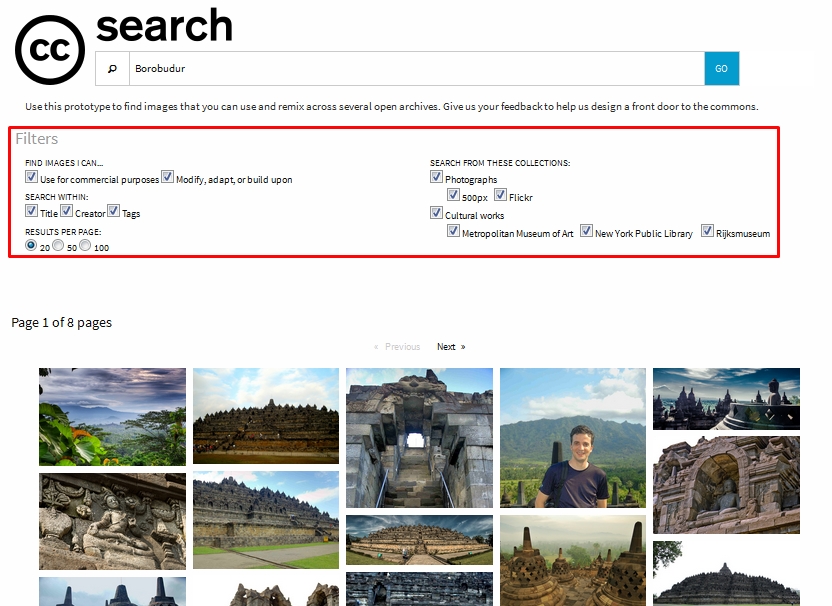 cc search
Borobudur GO
Use this prototype to find images that you can use and remix across several open archives. Give us your feedback to help us design a front door to the commons.
Filters
FIND IMAGES I CAN...
Use for commercial purposes Modify, adapt, or build upon
SEARCH WITHIN:
Title Creator Tags
RESULTS PER PAGE:
20 50 100
SEARCH FROM THESE COLLECTIONS:
Photographs
500px Flickr
Cultural works
Metropolitan Museum of Art New York Public Library Rijksmuseum
Page 1 of 8 pages
« Previous Next »